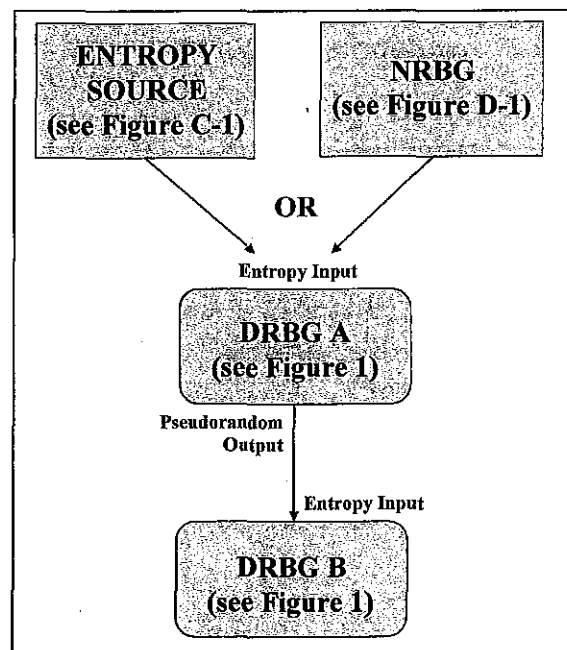 ENTROPY
SOURCE
(see Figure C-1)
NRBG
(see Figure D-1)
OR
Entropy Input
DRBG A
(see Figure 1)
Pseudorandom
Output
Entropy Input
DRBG B
(see Figure 1)